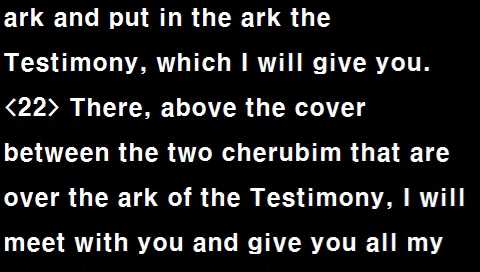 ark and put in the ark the
Testimony, which I will give you.
<22> There, above the cover
between the two cherubim that are
over the ark of the Testimony, I will
meet with you and give you all my